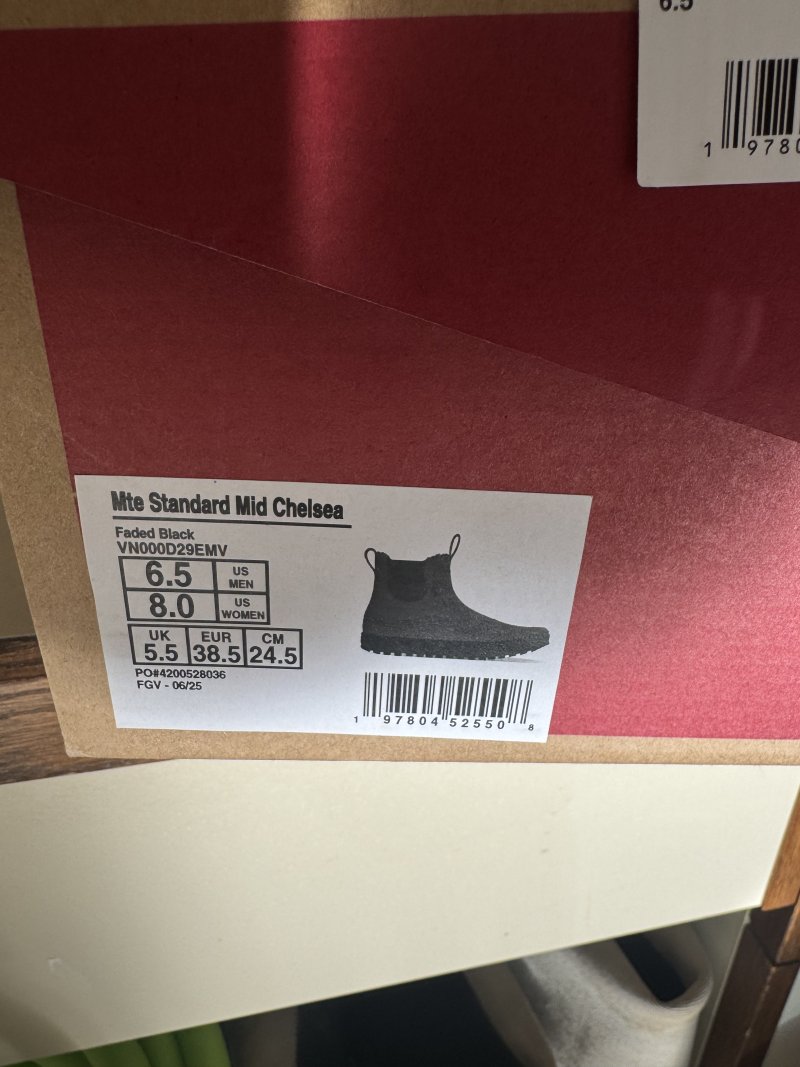 6.5
1 9780
Mte Standard Mid Chelsea
Faded Black
VN000D29EMV
6.5 US MEN
8.0 US WOMEN
UK EUR CM
5.5 38.5 24.5
PO#4200528036
FGV - 06/25
1 97804 52550 8